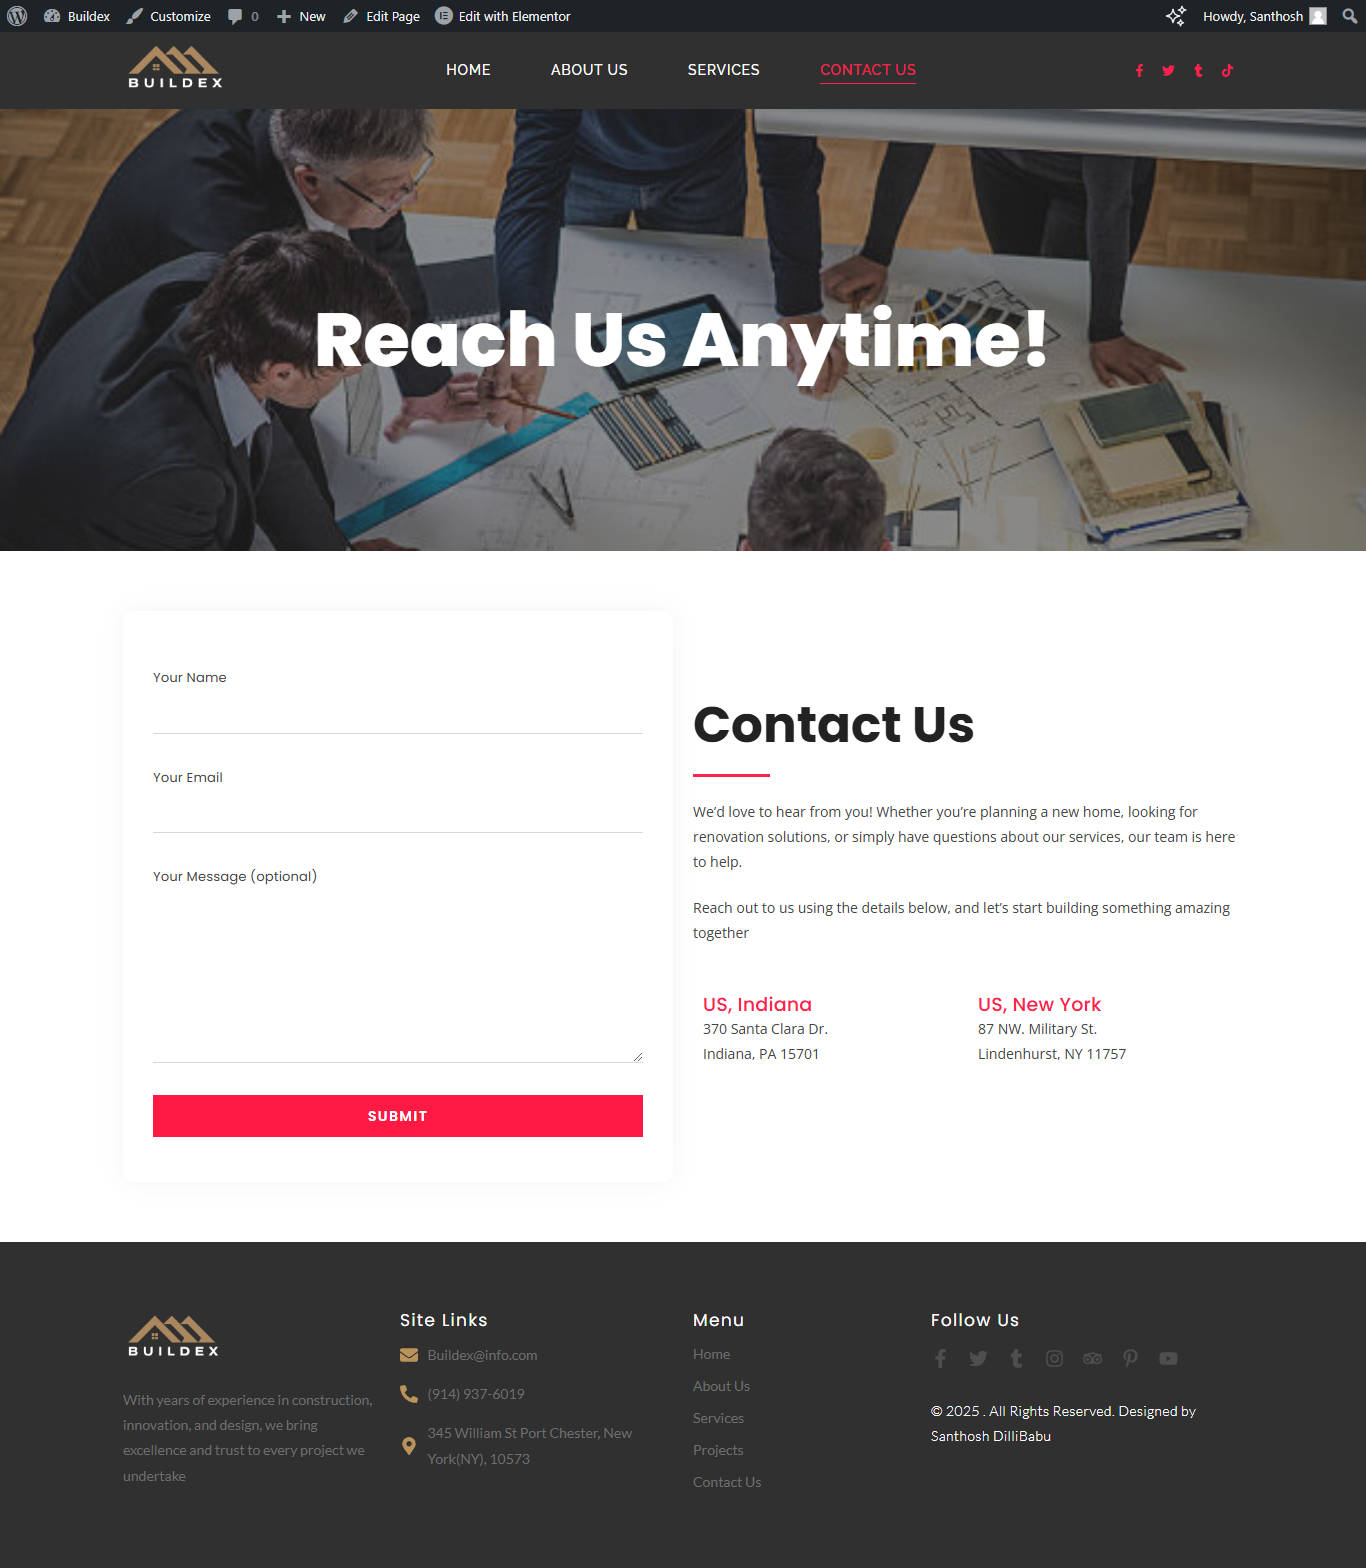 Buildex Customize 0 New Edit Page Edit with Elementor Howdy, Santhosh
BUILDEX
HOME ABOUT US SERVICES CONTACT US
Reach Us Anytime!
Your Name
Your Email
Your Message (optional)
SUBMIT
Contact Us
We’d love to hear from you! Whether you’re planning a new home, looking for
renovation solutions, or simply have questions about our services, our team is here
to help.
Reach out to us using the details below, and let’s start building something amazing
together
US, Indiana
370 Santa Clara Dr.
Indiana, PA 15701
US, New York
87 NW. Military St.
Lindenhurst, NY 11757
BUILDEX
With years of experience in construction,
innovation, and design, we bring
excellence and trust to every project we
undertake
Site Links
Buildex@info.com
(914) 937-6019
345 William St Port Chester, New
York(NY), 10573
Menu
Home
About Us
Services
Projects
Contact Us
Follow Us
© 2025 . All Rights Reserved. Designed by
Santhosh DilliBabu